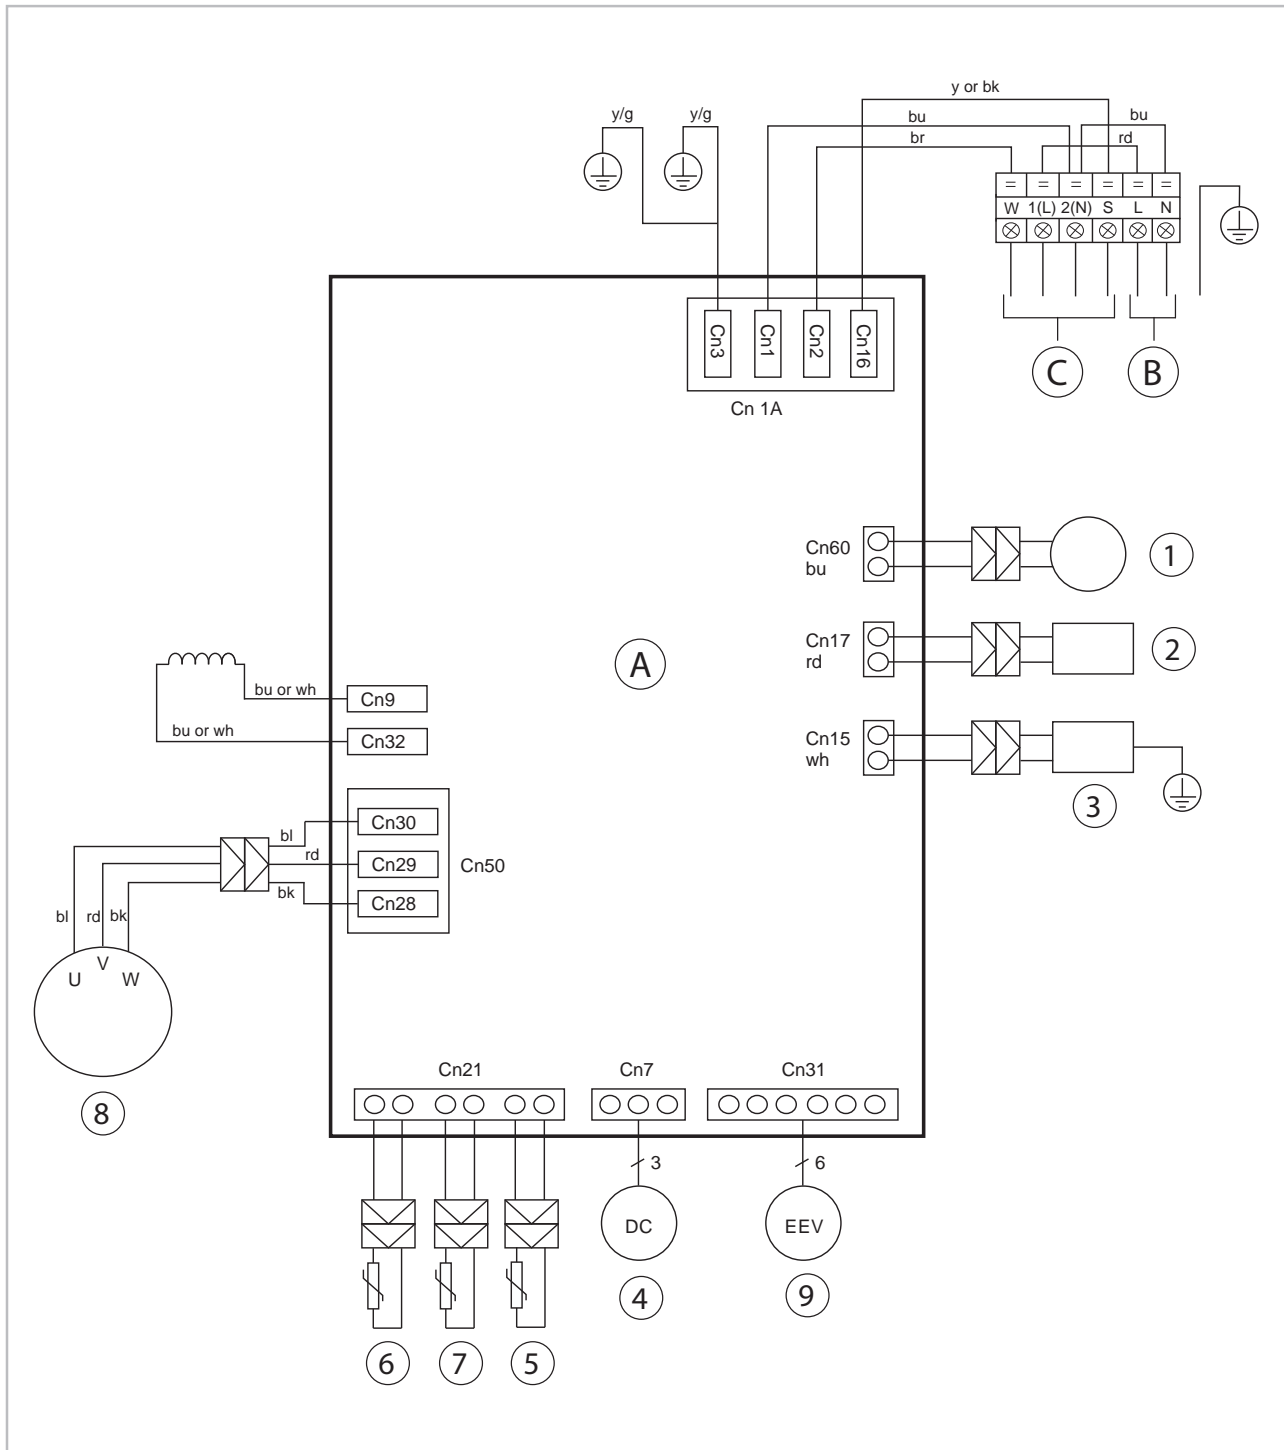 y or bk
y/g y/g bu bu
br rd
= = = = = =
W 1(L) 2(N) S L N
Cn3 Cn1 Cn2 Cn16
C B
Cn 1A
Cn60
bu
1
Cn17
rd
2
A
bu or wh Cn9
bu or wh Cn32
Cn15
wh
3
bl Cn30
rd Cn29 Cn50
bk Cn28
bl rd bk
U V W
8
Cn21 Cn7 Cn31
3 6
DC EEV
4 9
6 7 5